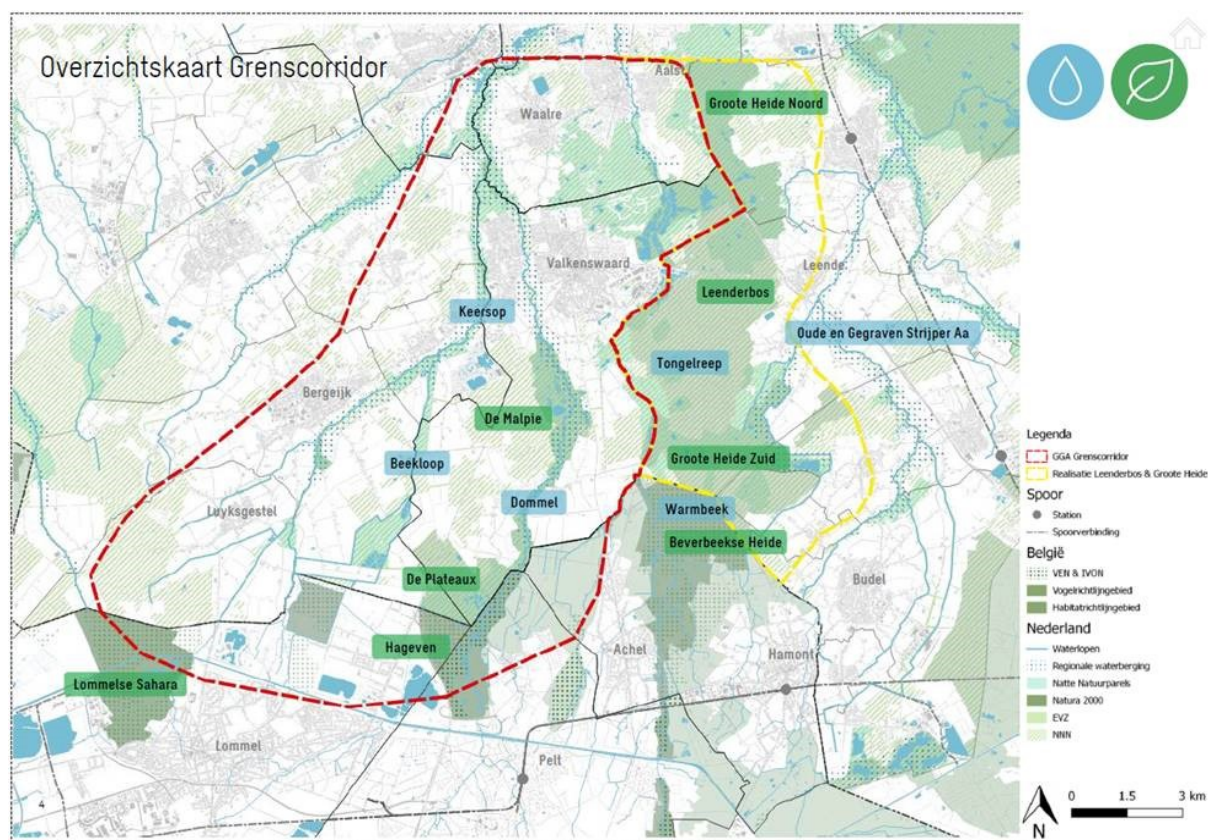 Overzichtskaart Grenscorridor
Aalst
Groote Heide Noord
Waalre
Valkenswaard
Leende
Leenderbos
Keersop
Oude en Gegraven Strijper Aa
Tongelreep
Bergeijk
De Malpie
Beekloop
Groote Heide Zuid
Dommel
Warmbeek
Luyksgestel
Beverbeekse Heide
De Plateaux
Budel
Hageven
Achel
Hamont
Lommelse Sahara
Lommel
Pelt
4
Legenda
GGA Grenscorridor
Realisatie Leenderbos & Groote Heide
Spoor
Station
Spoorverbinding
België
VEN & IVON
Vogelrichtlijngebied
Habitatrichtlijngebied
Nederland
Waterlopen
Regionale waterberging
Natte Natuurparels
Natura 2000
EVZ
NNN
0 1.5 3 km
N